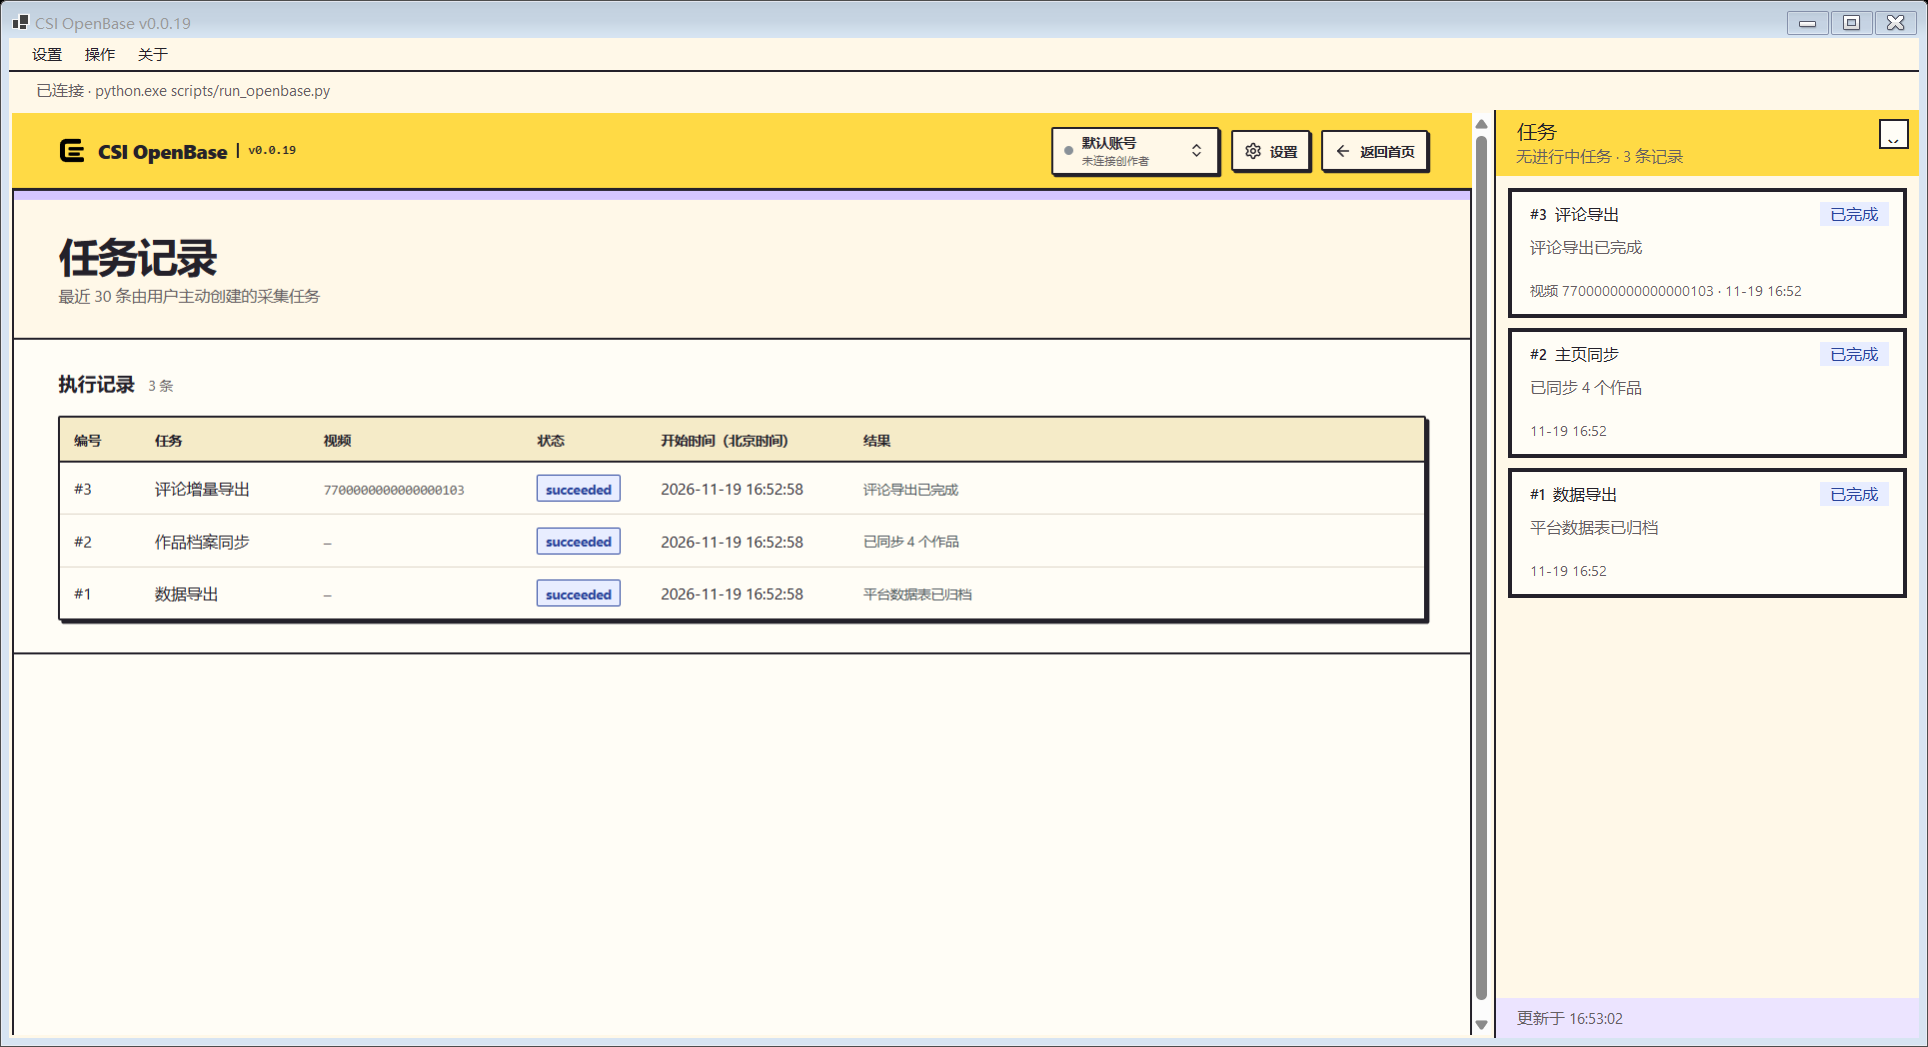 CSI OpenBase v0.0.19
设置 操作 关于
已连接 · python.exe scripts/run_openbase.py
CSI OpenBase | v0.0.19
默认账号
未连接创作者
设置
返回首页
任务记录
最近 30 条由用户主动创建的采集任务
执行记录 3 条
编号 任务 视频 状态 开始时间（北京时间） 结果
#3 评论增量导出 7700000000000000103 succeeded 2026-11-19 16:52:58 评论导出已完成
#2 作品档案同步 — succeeded 2026-11-19 16:52:58 已同步 4 个作品
#1 数据导出 — succeeded 2026-11-19 16:52:58 平台数据表已归档
任务
无进行中任务 · 3 条记录
#3 评论导出 已完成
评论导出已完成
视频 7700000000000000103 · 11-19 16:52
#2 主页同步 已完成
已同步 4 个作品
11-19 16:52
#1 数据导出 已完成
平台数据表已归档
11-19 16:52
更新于 16:53:02